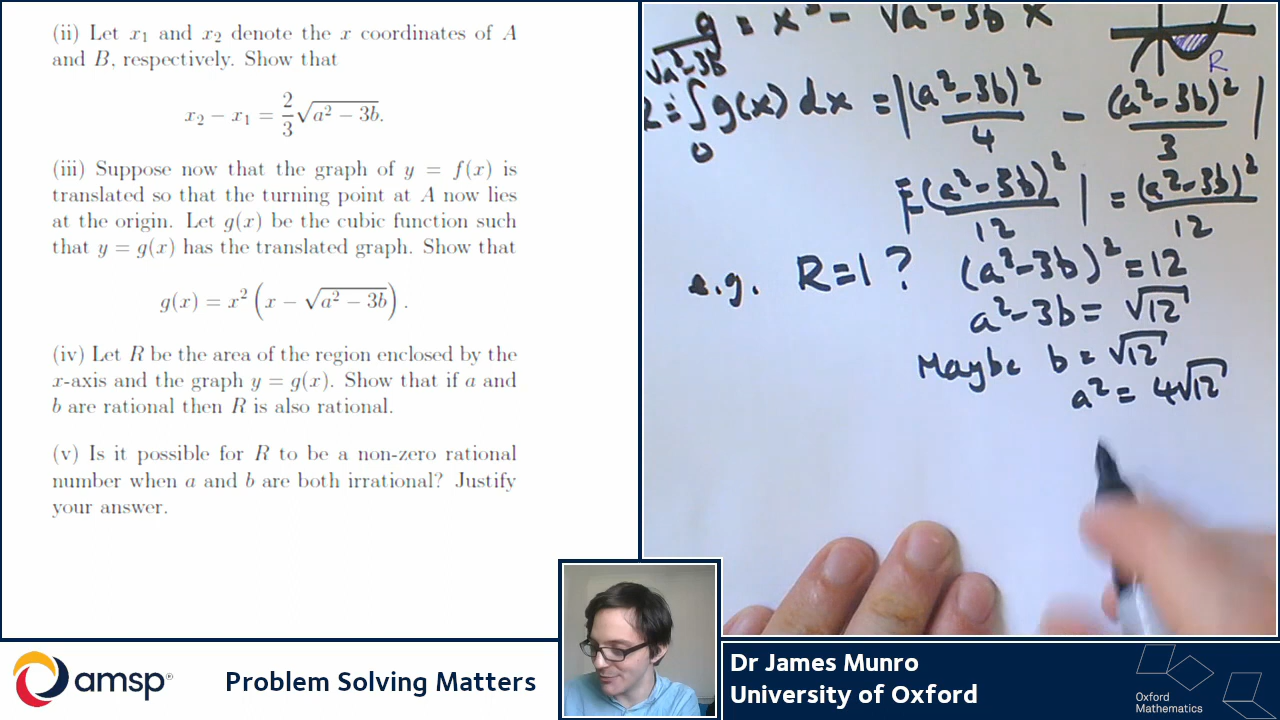 (ii) Let x₁ and x₂ denote the x coordinates of A
and B, respectively. Show that
x₂ − x₁ = 2/3 √(a² − 3b).
(iii) Suppose now that the graph of y = f(x) is
translated so that the turning point at A now lies
at the origin. Let g(x) be the cubic function such
that y = g(x) has the translated graph. Show that
g(x) = x² (x − √(a² − 3b)).
(iv) Let R be the area of the region enclosed by the
x-axis and the graph y = g(x). Show that if a and
b are rational then R is also rational.
(v) Is it possible for R to be a non-zero rational
number when a and b are both irrational? Justify
your answer.
√(a²-3b)
∫₀ g(x) dx = |(a²-3b)²/4 - (a²-3b)²/3|
R
(a²-3b)²/12 | = (a²-3b)²/12
e.g. R=1 ? (a²-3b)² = 12
a²-3b = √12
Maybe b = √12
a² = 4√12
amsp®
Problem Solving Matters
Dr James Munro
University of Oxford
Oxford
Mathematics